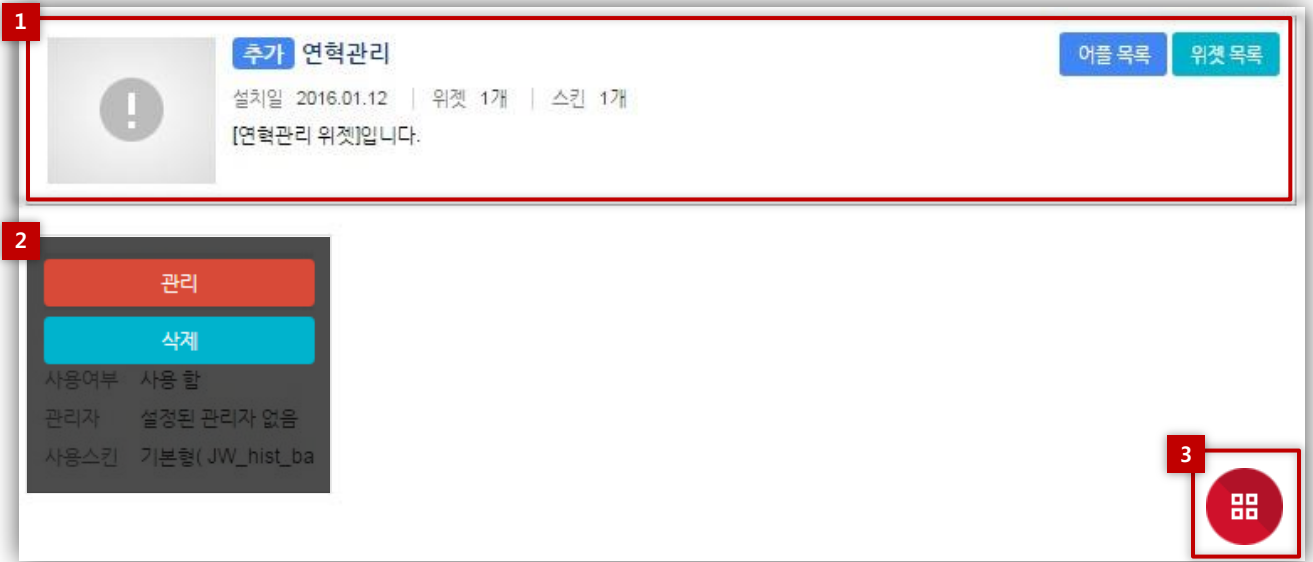 1
추가 연혁관리
어플 목록 위젯 목록
설치일 2016.01.12 | 위젯 1개 | 스킨 1개
[연혁관리 위젯]입니다.
2
관리
삭제
사용여부 사용 함
관리자 설정된 관리자 없음
사용스킨 기본형( JW_hist_ba
3